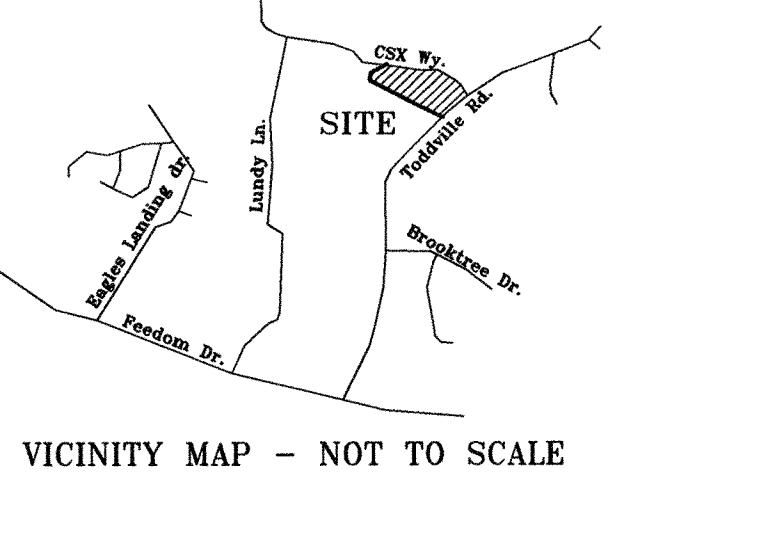 CSX Wy.
SITE
Toddville Rd.
Lundy Ln.
Eagles Landing dr.
Brooktree Dr.
Feedom Dr.
VICINITY MAP - NOT TO SCALE